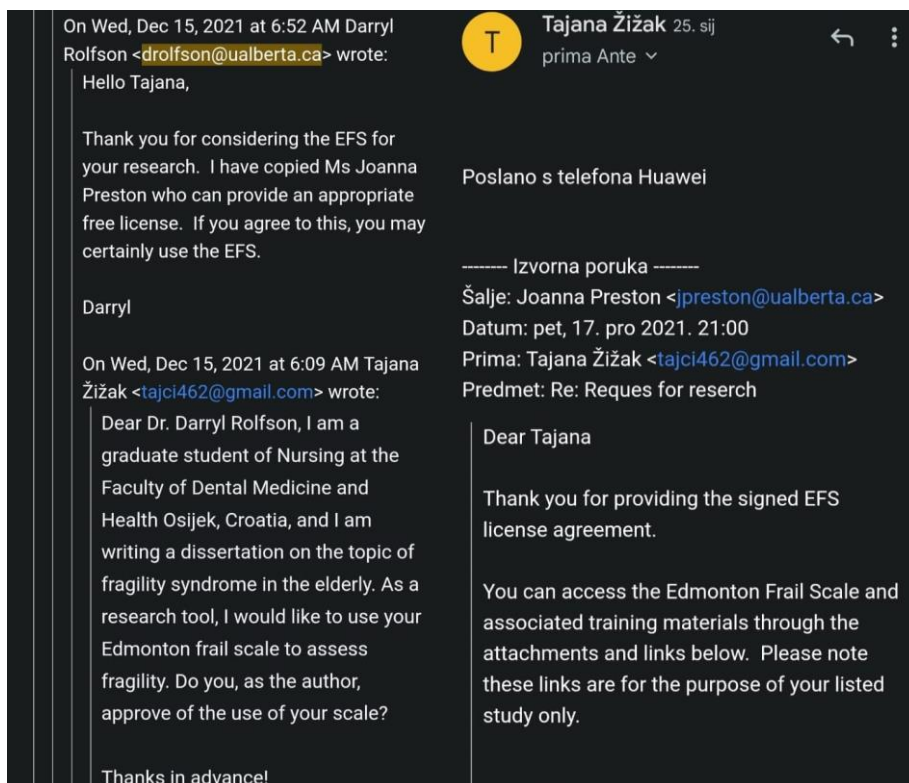 On Wed, Dec 15, 2021 at 6:52 AM Darryl
Rolfson <drolfson@ualberta.ca> wrote:
Hello Tajana,
Thank you for considering the EFS for
your research.  I have copied Ms Joanna
Preston who can provide an appropriate
free license.  If you agree to this, you may
certainly use the EFS.
Darryl
On Wed, Dec 15, 2021 at 6:09 AM Tajana
Žižak <tajci462@gmail.com> wrote:
Dear Dr. Darryl Rolfson, I am a
graduate student of Nursing at the
Faculty of Dental Medicine and
Health Osijek, Croatia, and I am
writing a dissertation on the topic of
fragility syndrome in the elderly. As a
research tool, I would like to use your
Edmonton frail scale to assess
fragility. Do you, as the author,
approve of the use of your scale?
Thanks in advance!
T
Tajana Žižak 25. sij
prima Ante
Poslano s telefona Huawei
-------- Izvorna poruka --------
Šalje: Joanna Preston <jpreston@ualberta.ca>
Datum: pet, 17. pro 2021. 21:00
Prima: Tajana Žižak <tajci462@gmail.com>
Predmet: Re: Reques for reserch
Dear Tajana
Thank you for providing the signed EFS
license agreement.
You can access the Edmonton Frail Scale and
associated training materials through the
attachments and links below.  Please note
these links are for the purpose of your listed
study only.